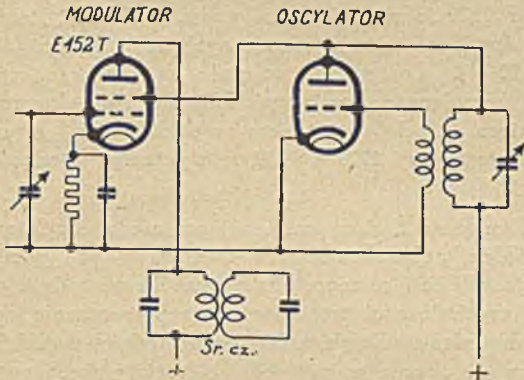 MODULATOR
OSCYLATOR
E452T
Śr. cz.
+
+